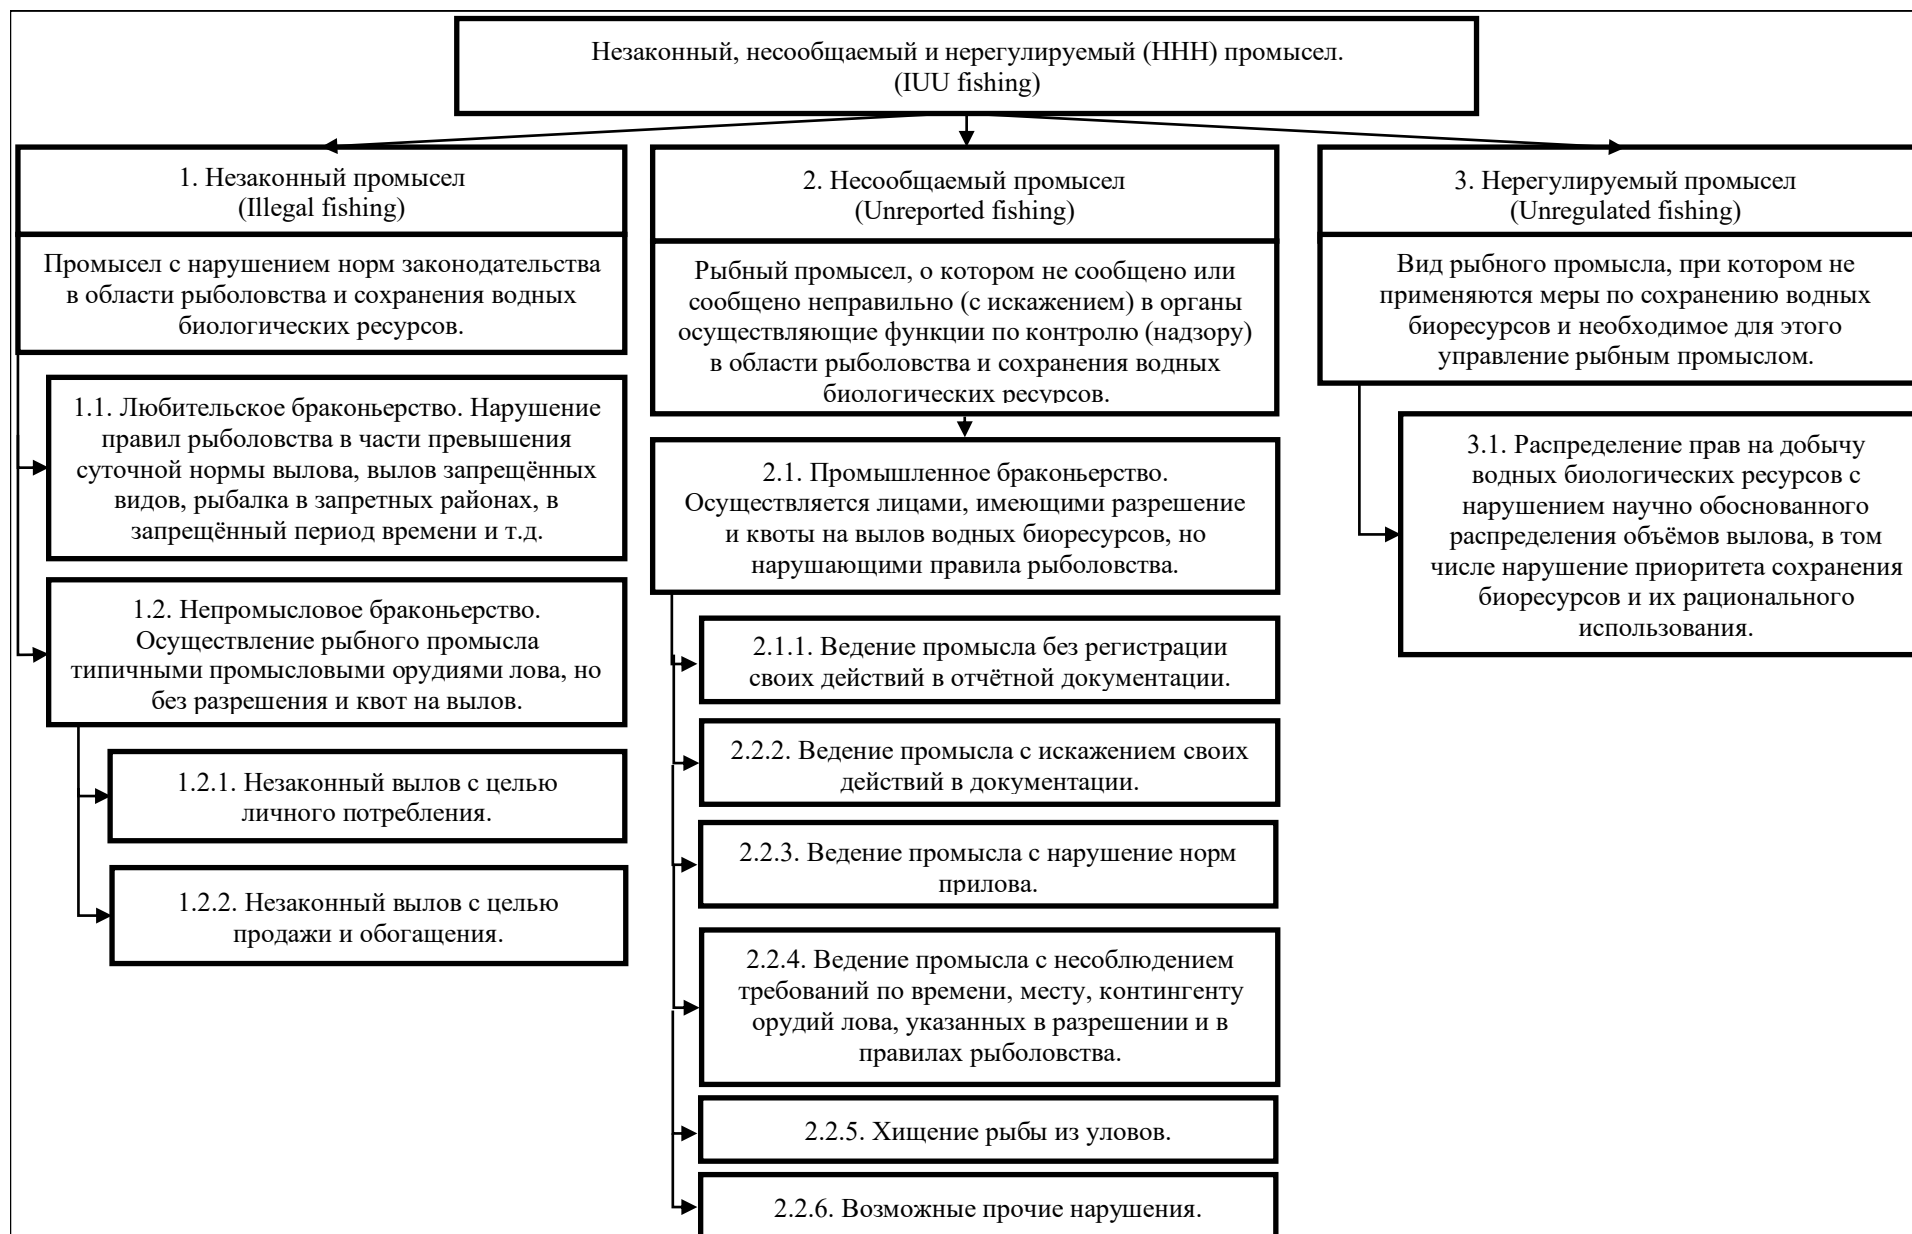 Незаконный, несообщаемый и нерегулируемый (ННН) промысел.
(IUU fishing)
1. Незаконный промысел
(Illegal fishing)
Промысел с нарушением норм законодательства
в области рыболовства и сохранения водных
биологических ресурсов.
1.1. Любительское браконьерство. Нарушение
правил рыболовства в части превышения
суточной нормы вылова, вылов запрещённых
видов, рыбалка в запретных районах, в
запрещённый период времени и т.д.
1.2. Непромысловое браконьерство.
Осуществление рыбного промысла
типичными промысловыми орудиями лова, но
без разрешения и квот на вылов.
1.2.1. Незаконный вылов с целью
личного потребления.
1.2.2. Незаконный вылов с целью
продажи и обогащения.
2. Несообщаемый промысел
(Unreported fishing)
Рыбный промысел, о котором не сообщено или
сообщено неправильно (с искажением) в органы
осуществляющие функции по контролю (надзору)
в области рыболовства и сохранения водных
биологических ресурсов.
2.1. Промышленное браконьерство.
Осуществляется лицами, имеющими разрешение
и квоты на вылов водных биоресурсов, но
нарушающими правила рыболовства.
2.1.1. Ведение промысла без регистрации
своих действий в отчётной документации.
2.2.2. Ведение промысла с искажением своих
действий в документации.
2.2.3. Ведение промысла с нарушение норм
прилова.
2.2.4. Ведение промысла с несоблюдением
требований по времени, месту, контингенту
орудий лова, указанных в разрешении и в
правилах рыболовства.
2.2.5. Хищение рыбы из уловов.
2.2.6. Возможные прочие нарушения.
3. Нерегулируемый промысел
(Unregulated fishing)
Вид рыбного промысла, при котором не
применяются меры по сохранению водных
биоресурсов и необходимое для этого
управление рыбным промыслом.
3.1. Распределение прав на добычу
водных биологических ресурсов с
нарушением научно обоснованного
распределения объёмов вылова, в том
числе нарушение приоритета сохранения
биоресурсов и их рационального
использования.